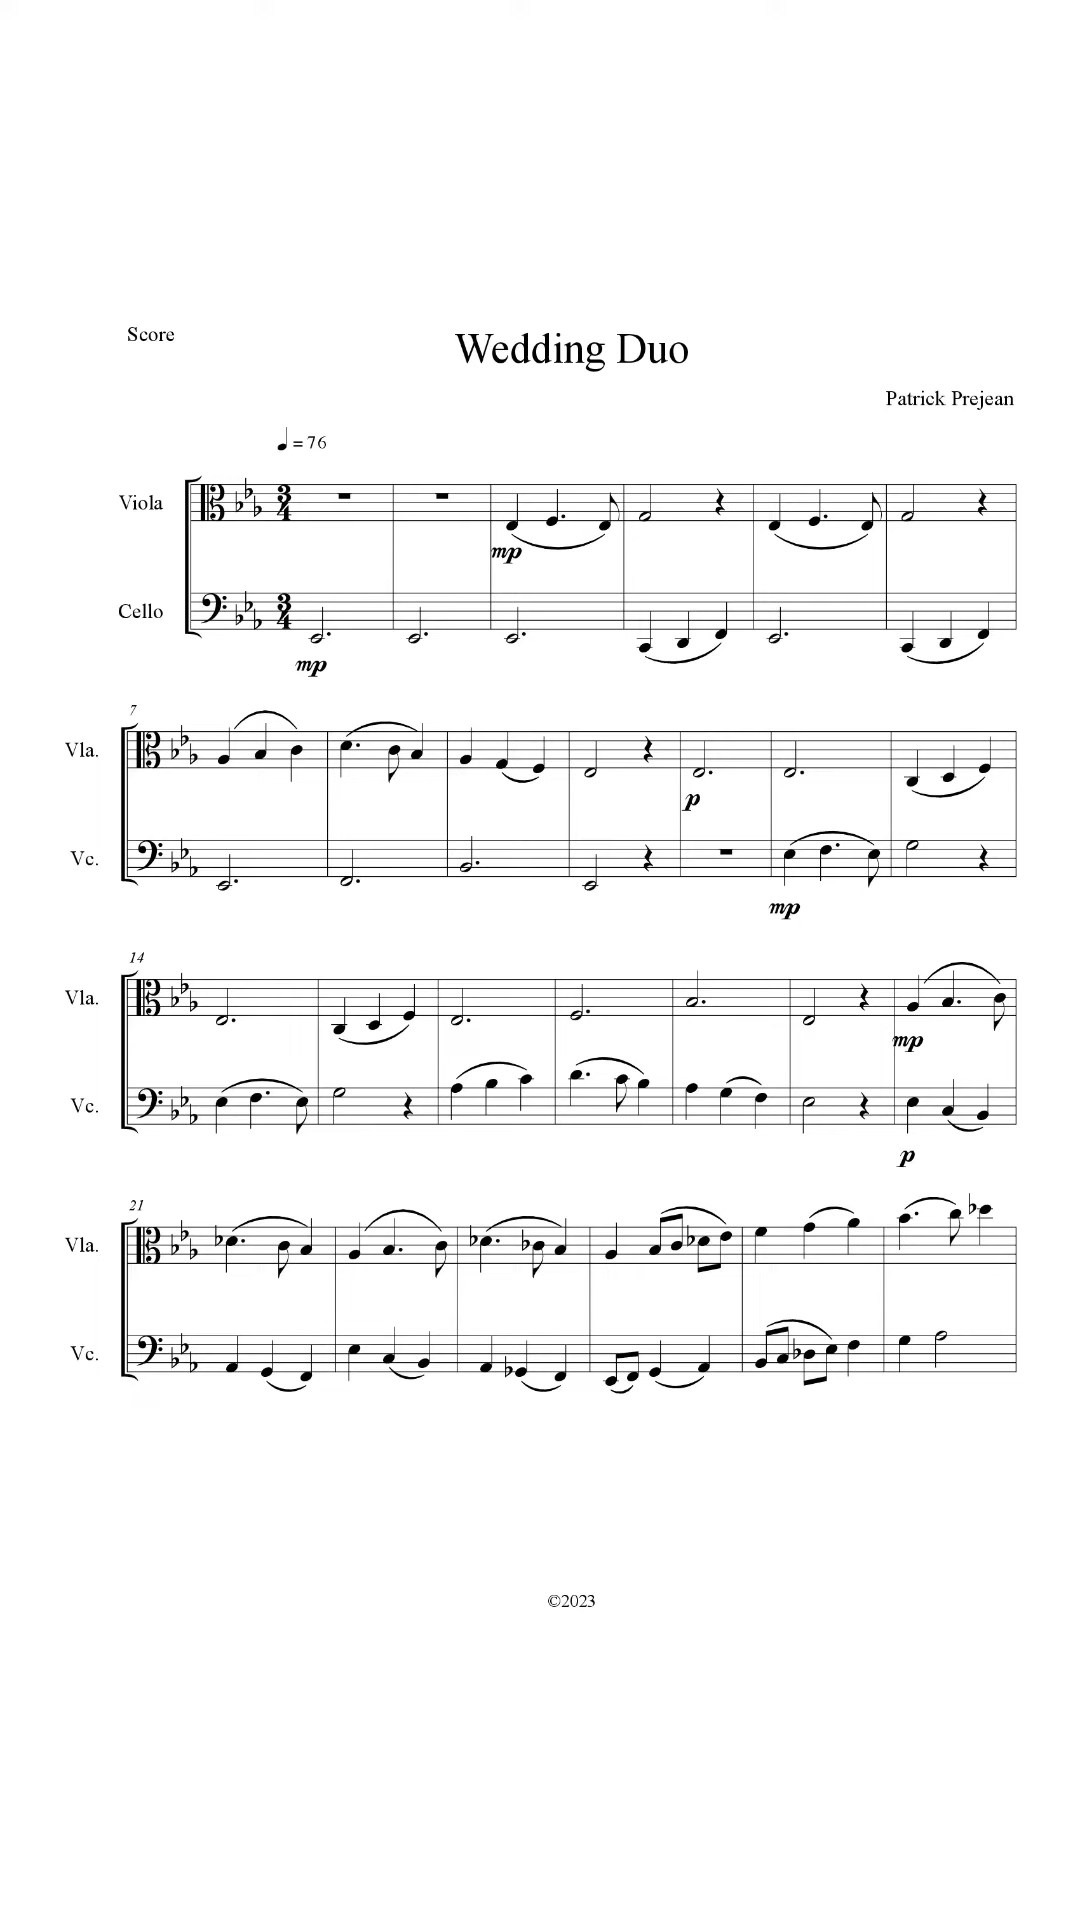 Score
Wedding Duo
Patrick Prejean
♩ = 76
Viola
mp
Cello
mp
7
Vla.
p
Vc.
mp
14
Vla.
mp
Vc.
p
21
Vla.
Vc.
©2023